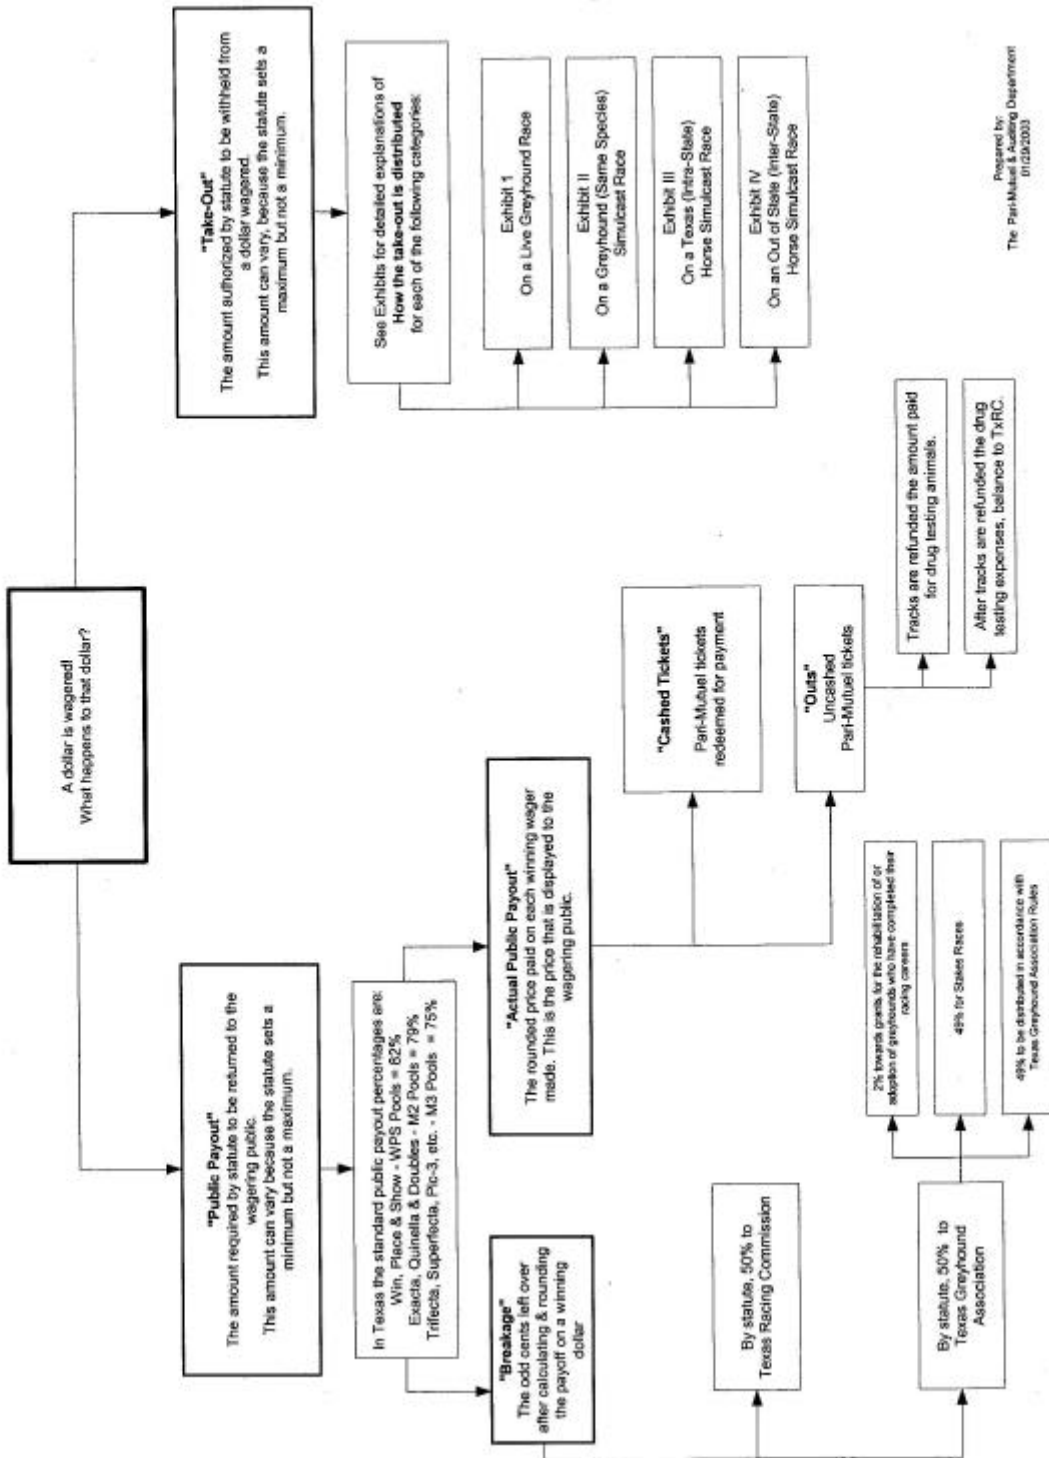 A dollar is wagered!
What happens to that dollar?
"Public Payout"
The amount required by statute to be returned to the
wagering public.
This amount can vary because the statute sets a
minimum but not a maximum.
In Texas the standard public payout percentages are:
Win, Place & Show - WPS Pools = 82%
Exacta, Quinella & Doubles - M2 Pools = 79%
Trifecta, Superfecta, Pic-3, etc. - M3 Pools = 75%
"Breakage"
The odd cents left over
after calculating & rounding
the payoff on a winning
dollar
By statute, 50% to
Texas Racing Commission
By statute, 50% to
Texas Greyhound
Association
2% towards grants for the rehabilitation of or
adoption of greyhounds who have completed their
racing careers
49% for Stakes Races
49% to be distributed in accordance with
Texas Greyhound Association Rules
"Actual Public Payout"
The rounded price paid on each winning wager
made. This is the price that is displayed to the
wagering public.
"Cashed Tickets"
Pari-Mutuel tickets
redeemed for payment
"Outs"
Uncashed
Pari-Mutuel tickets
Tracks are refunded the amount paid
for drug testing animals.
After tracks are refunded the drug
testing expenses, balance to TxRC.
"Take-Out"
The amount authorized by statute to be withheld from
a dollar wagered.
This amount can vary, because the statute sets a
maximum but not a minimum.
See Exhibits for detailed explanations of
How the take-out is distributed
for each of the following categories:
Exhibit 1
On a Live Greyhound Race
Exhibit II
On a Greyhound (Same Species)
Simulcast Race
Exhibit III
On a Texas (Intra-State)
Horse Simulcast Race
Exhibit IV
On an Out of State (Inter-State)
Horse Simulcast Race
Prepared by:
The Pari-Mutuel & Auditing Department
01/29/2003